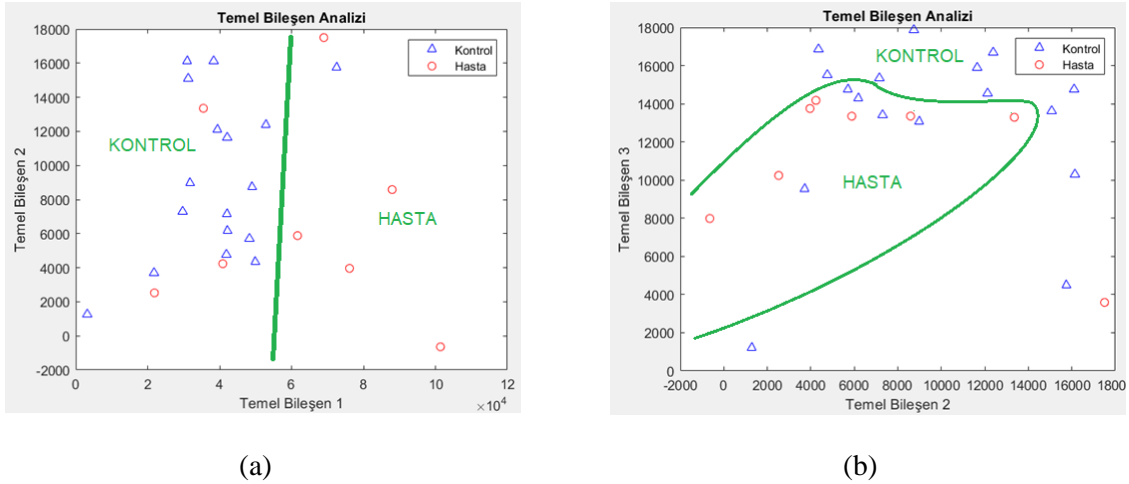 Temel Bileşen Analizi
18000
16000
14000
12000
10000
8000
6000
4000
2000
0
-2000
Temel Bileşen 2
Kontrol
Hasta
KONTROL
HASTA
0
2
4
6
8
10
12
×10⁴
Temel Bileşen 1
(a)
Temel Bileşen Analizi
18000
16000
14000
12000
10000
8000
6000
4000
2000
0
Temel Bileşen 3
KONTROL
Kontrol
Hasta
HASTA
-2000
0
2000
4000
6000
8000
10000
12000
14000
16000
1800
Temel Bileşen 2
(b)